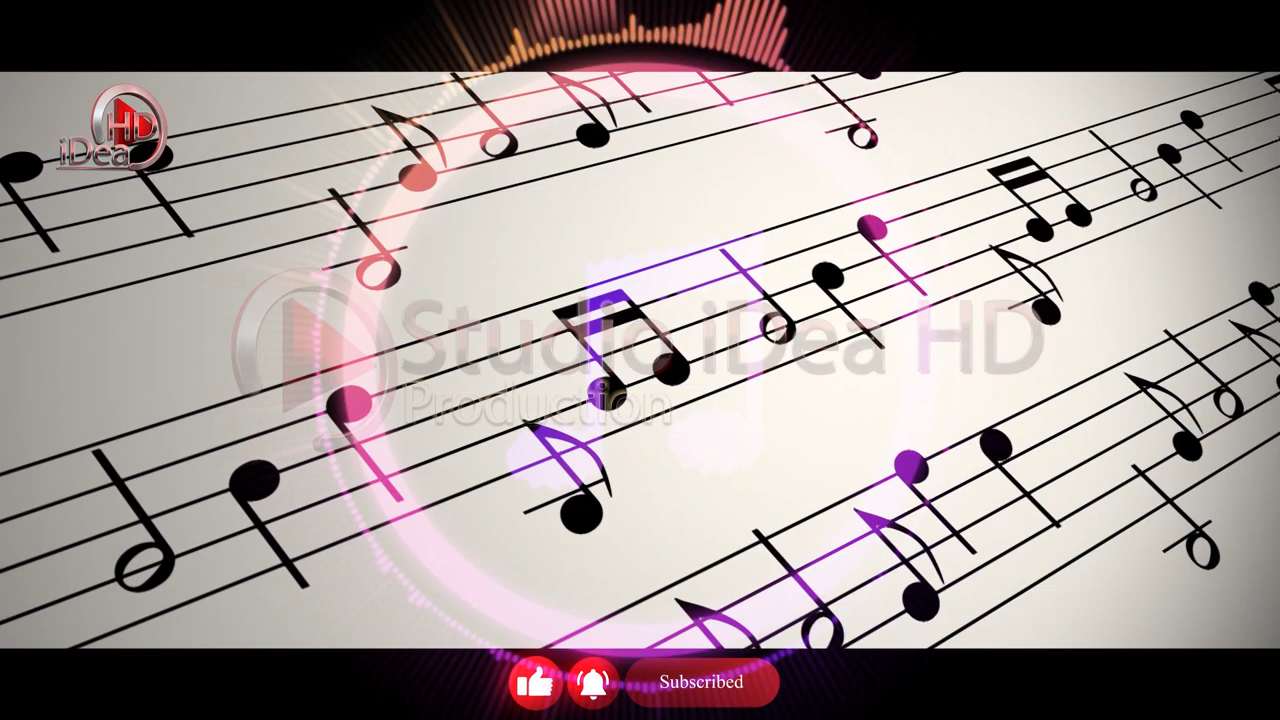 HD
iDea
Studio iDea HD
Production
Subscribed